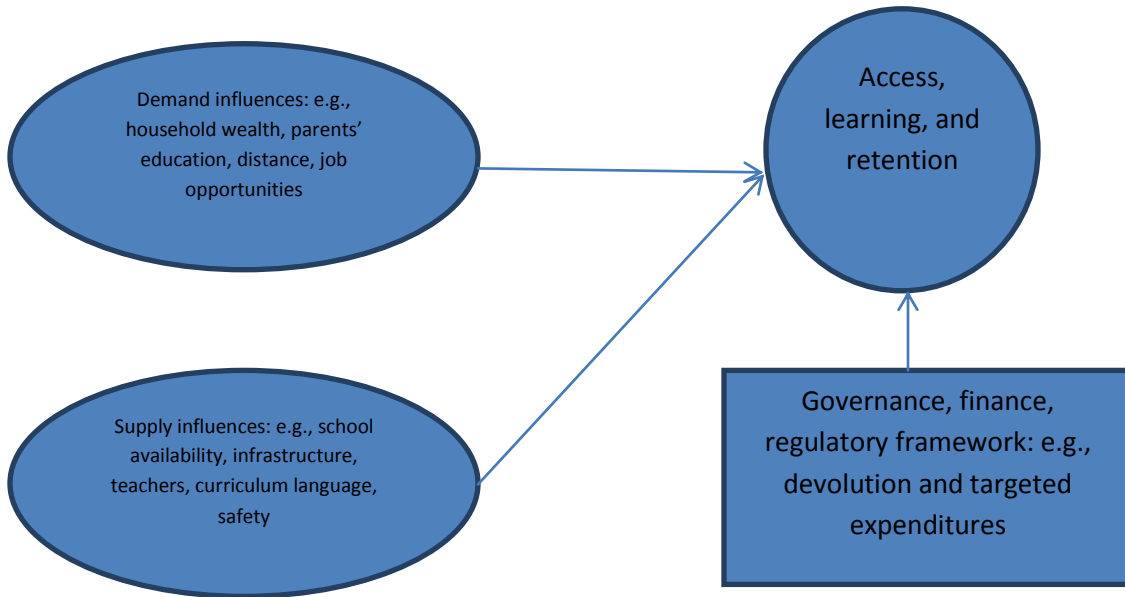 Demand influences: e.g.,
household wealth, parents’
education, distance, job
opportunities
Access,
learning, and
retention
Supply influences: e.g., school
availability, infrastructure,
teachers, curriculum language,
safety
Governance, finance,
regulatory framework: e.g.,
devolution and targeted
expenditures